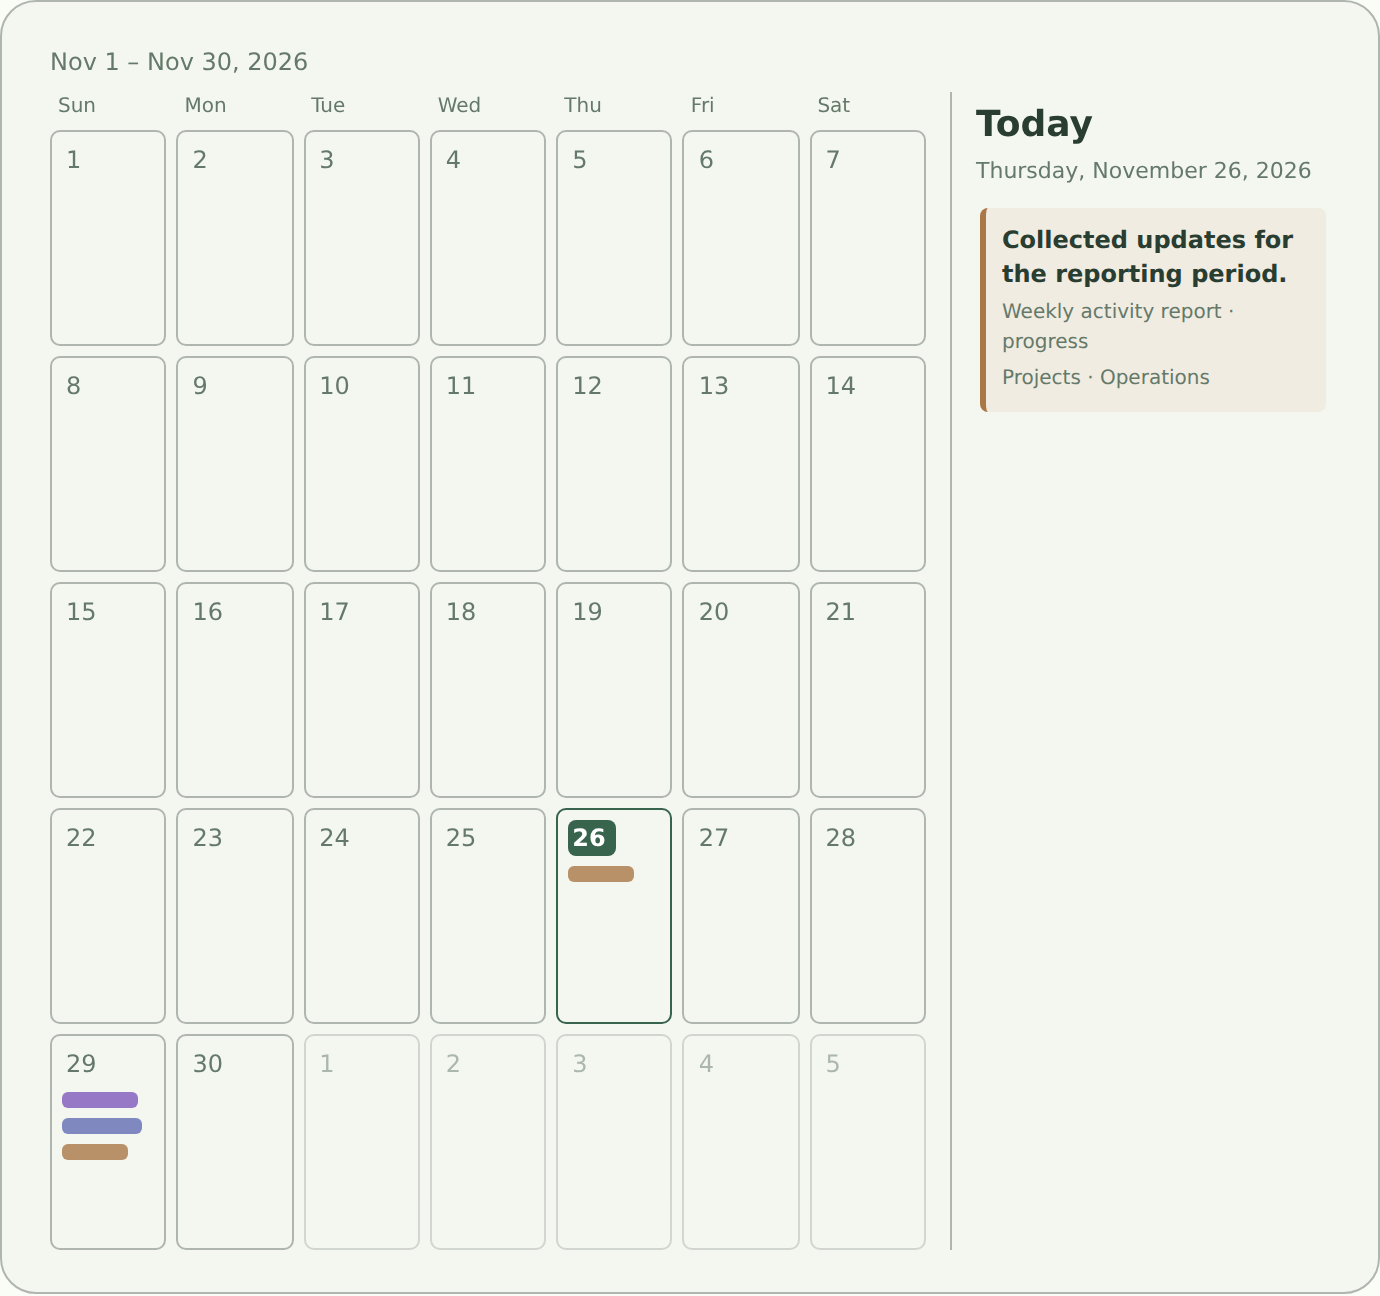 Nov 1 – Nov 30, 2026
Sun Mon Tue Wed Thu Fri Sat
1 2 3 4 5 6 7
8 9 10 11 12 13 14
15 16 17 18 19 20 21
22 23 24 25 26 27 28
29 30 1 2 3 4 5
Today
Thursday, November 26, 2026
Collected updates for
the reporting period.
Weekly activity report ·
progress
Projects · Operations